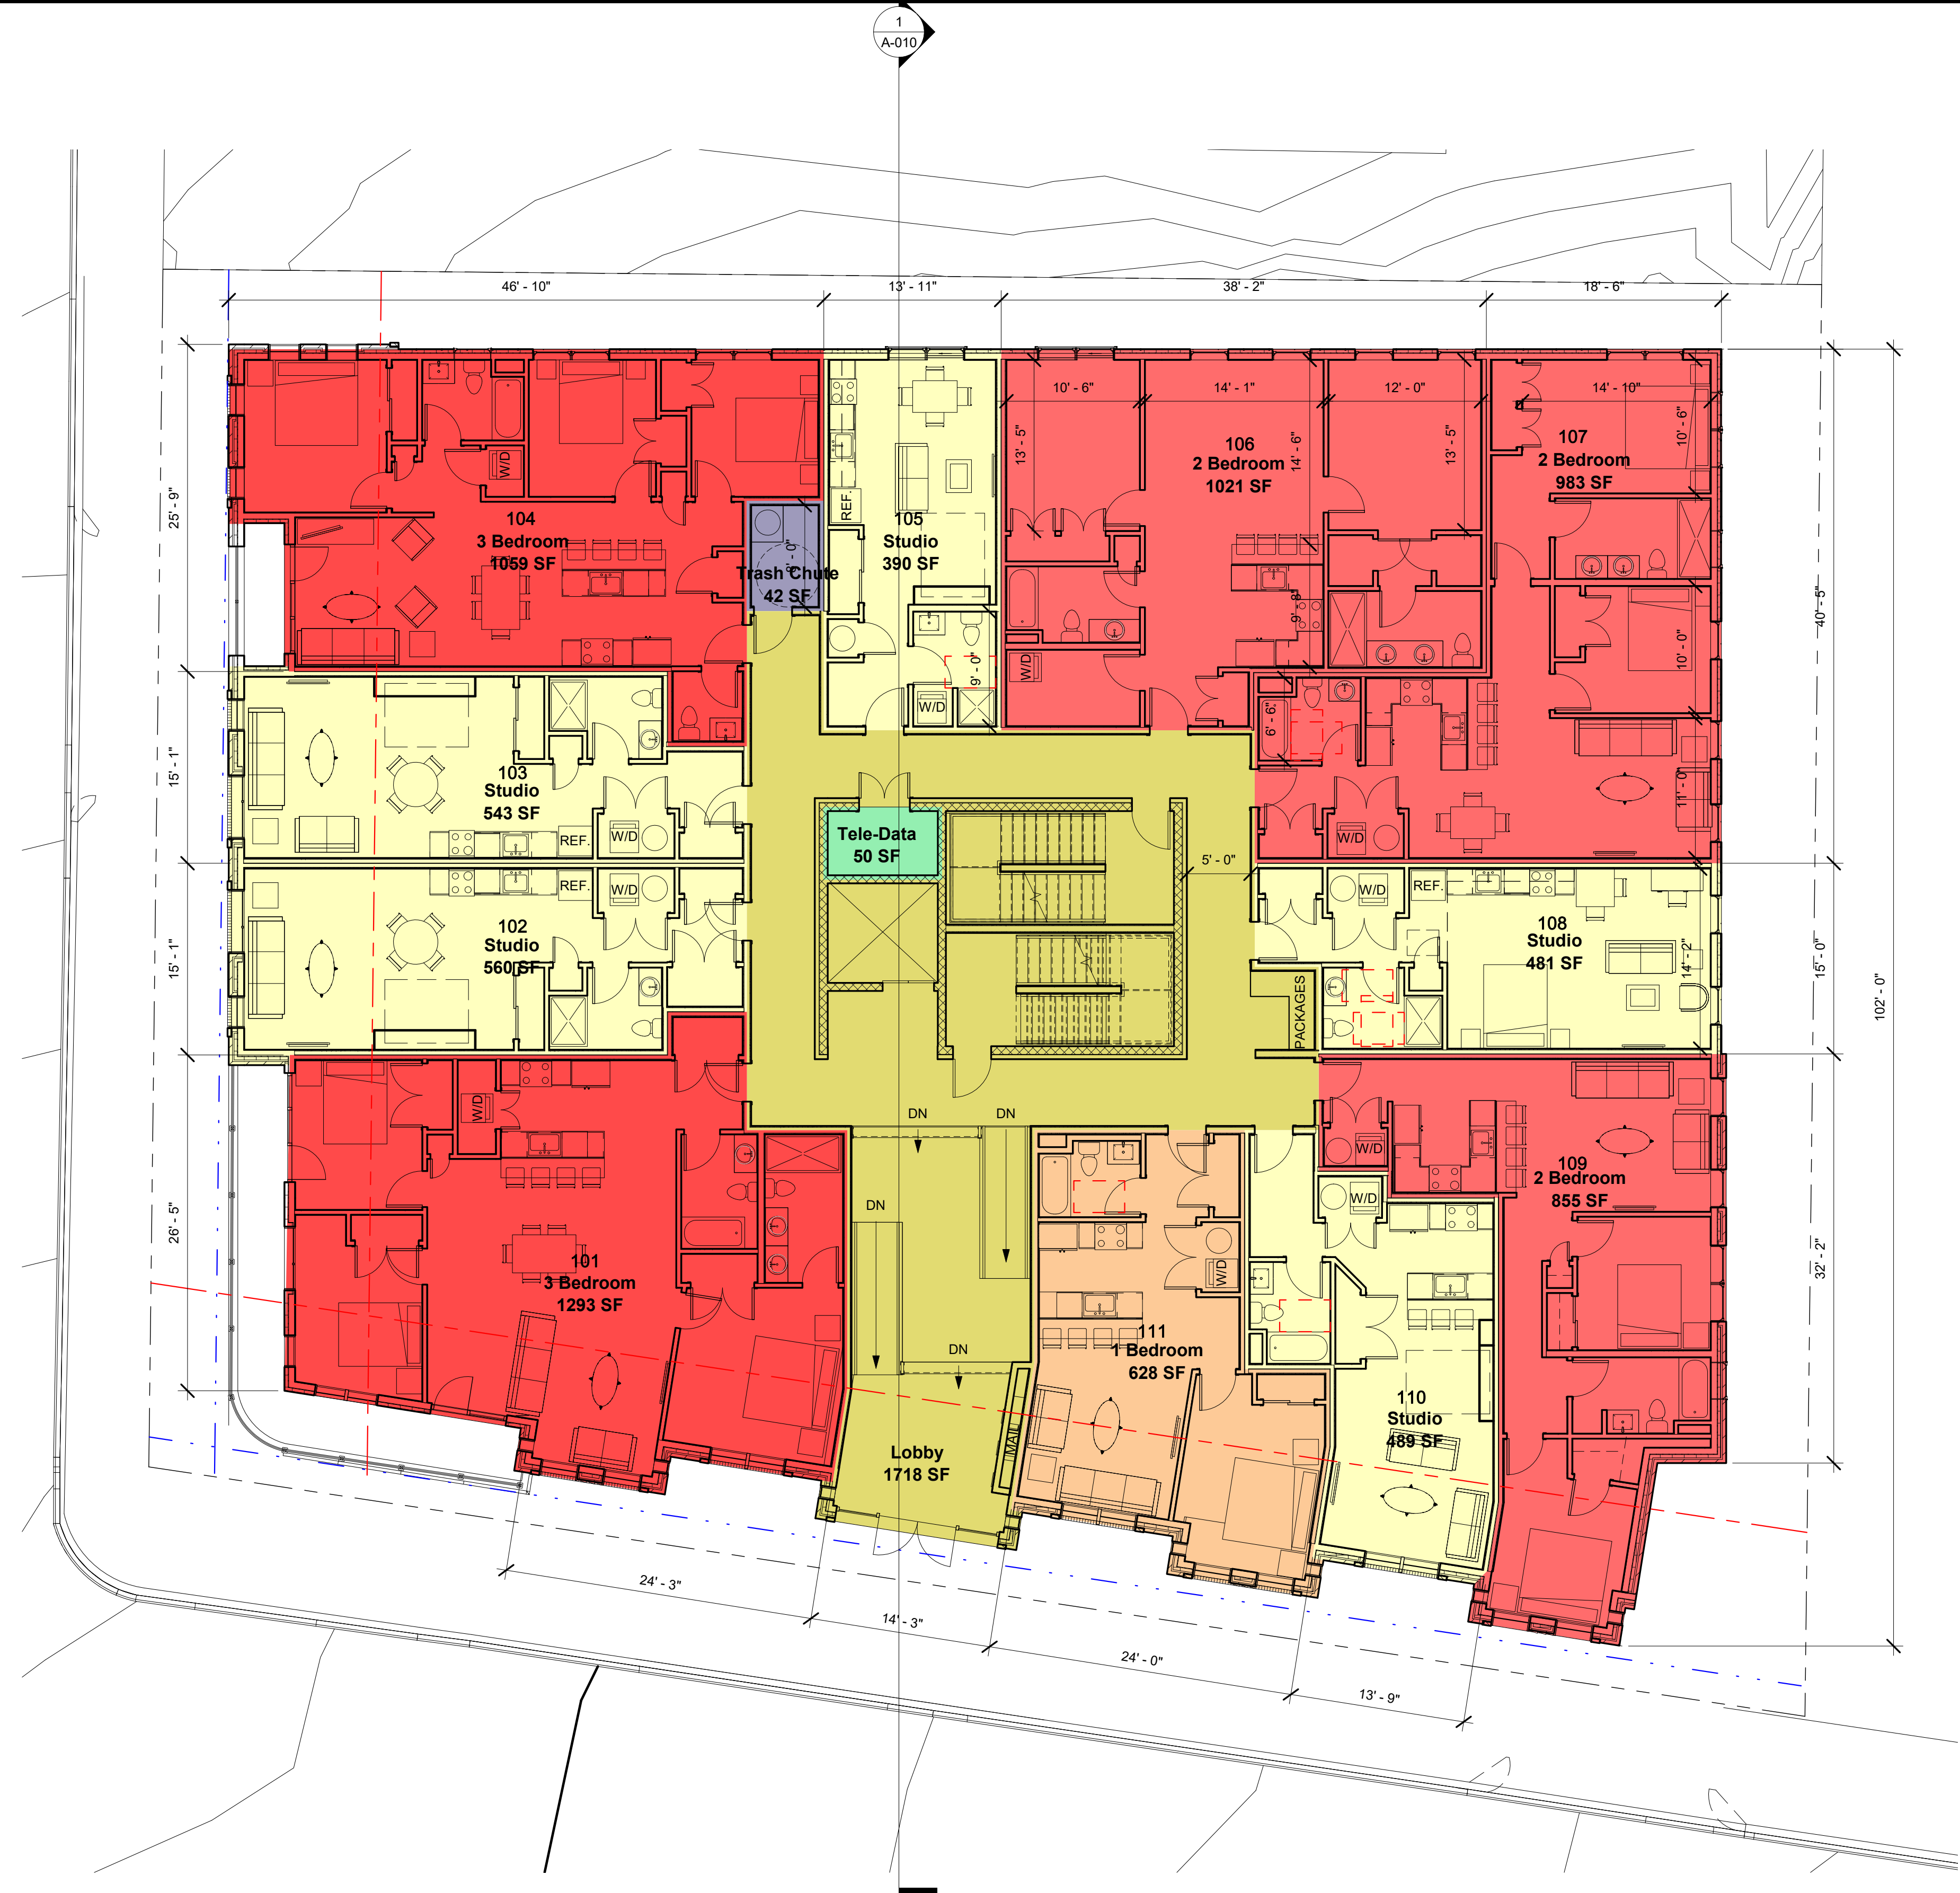 1
A-010
46' - 10"
13' - 11"
38' - 2"
18' - 6"
25' - 9"
15' - 1"
15' - 1"
26' - 5"
40' - 5"
15' - 0"
32' - 2"
102' - 0"
10' - 6"
14' - 1"
12' - 0"
14' - 10"
13' - 5"
14' - 6"
13' - 5"
10' - 6"
W/D
104
3 Bedroom
1059 SF
8' - 0"
Trash Chute
42 SF
REF.
105
Studio
390 SF
9' - 0"
W/D
106
2 Bedroom
1021 SF
9' - 8"
W/D
107
2 Bedroom
983 SF
10' - 0"
6' - 6"
11' - 0"
W/D
103
Studio
543 SF
REF.
W/D
Tele-Data
50 SF
5' - 0"
102
Studio
560 SF
REF.
W/D
W/D
REF.
108
Studio
481 SF
14' - 2"
PACKAGES
W/D
101
3 Bedroom
1293 SF
DN
DN
DN
DN
MAIL
Lobby
1718 SF
W/D
111
1 Bedroom
628 SF
W/D
110
Studio
489 SF
W/D
109
2 Bedroom
855 SF
24' - 3"
14' - 3"
24' - 0"
13' - 9"